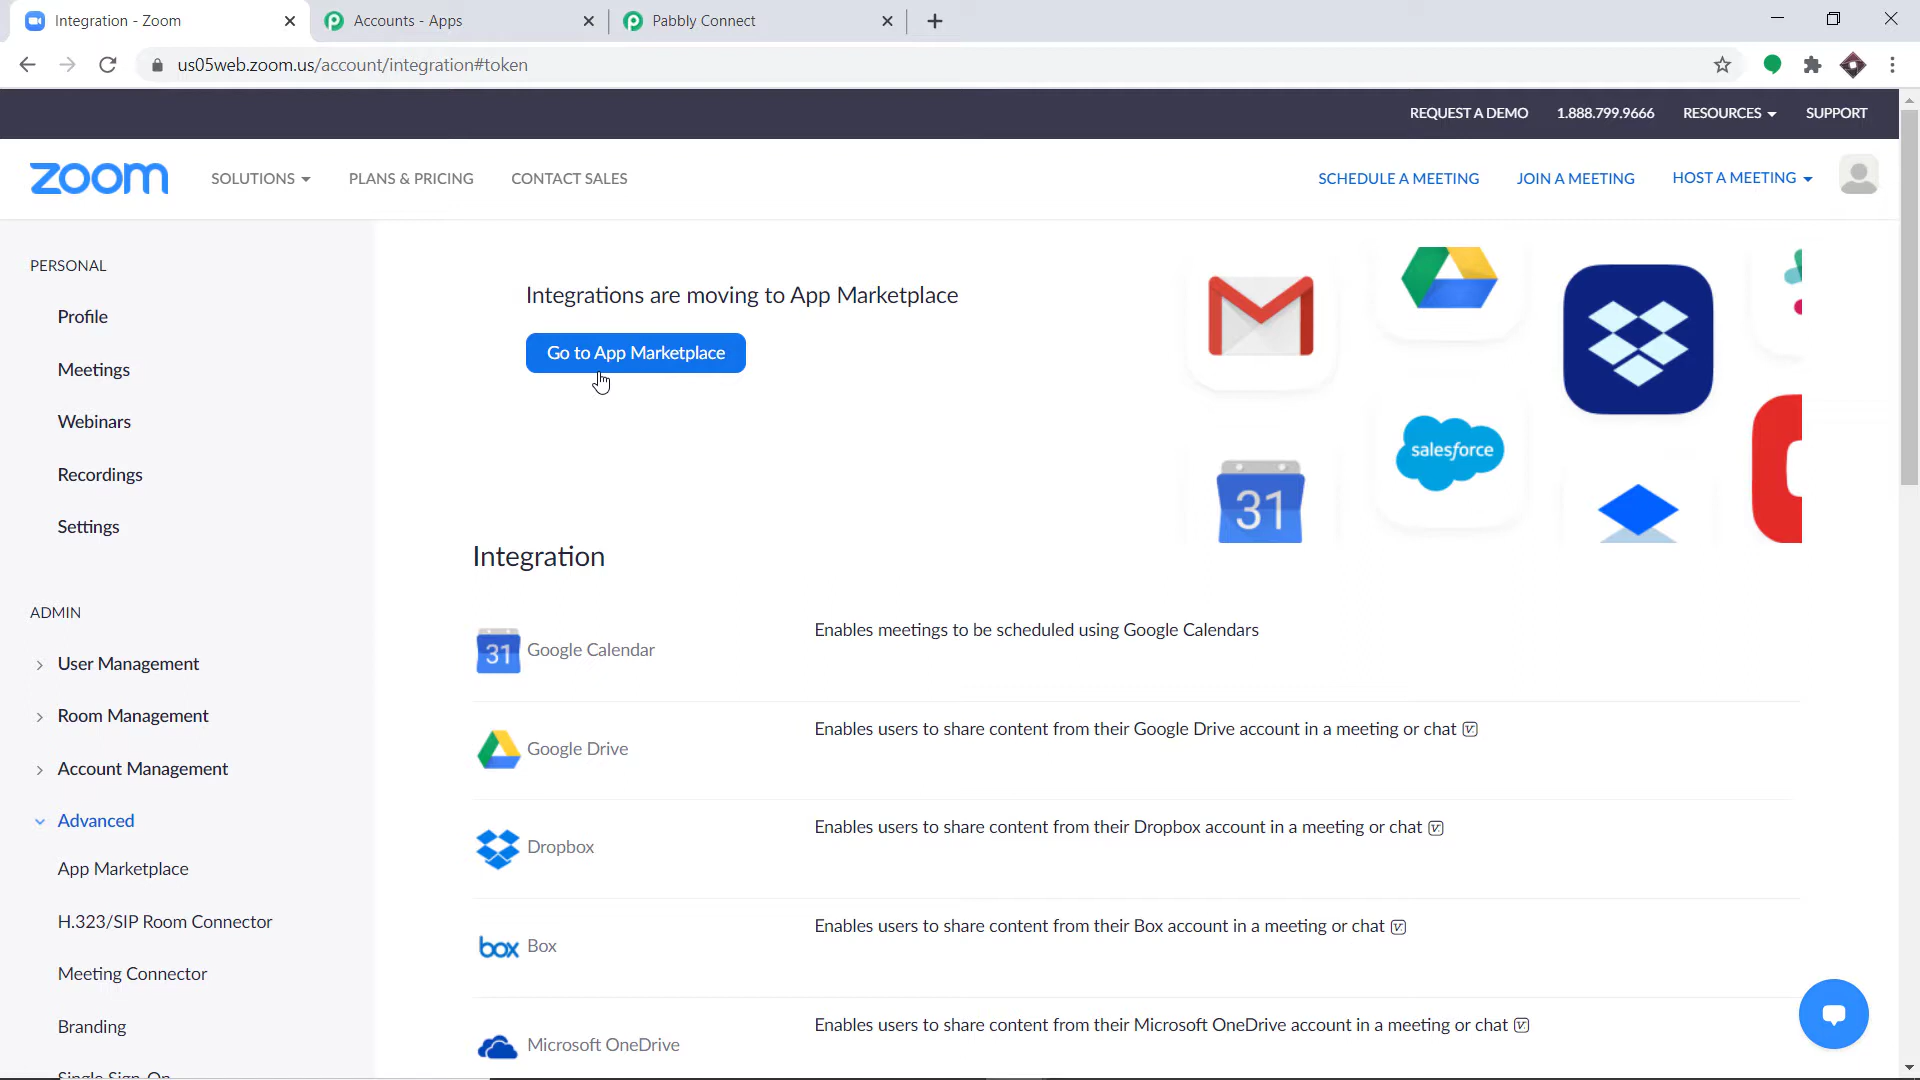 Integration - Zoom
Accounts - Apps
Pabbly Connect
us05web.zoom.us/account/integration#token
REQUEST A DEMO
1.888.799.9666
RESOURCES
SUPPORT
zoom
SOLUTIONS
PLANS & PRICING
CONTACT SALES
SCHEDULE A MEETING
JOIN A MEETING
HOST A MEETING
PERSONAL
Profile
Meetings
Webinars
Recordings
Settings
ADMIN
User Management
Room Management
Account Management
Advanced
App Marketplace
H.323/SIP Room Connector
Meeting Connector
Branding
Single Sign-On
Integrations are moving to App Marketplace
Go to App Marketplace
salesforce
31
Integration
31
Google Calendar
Enables meetings to be scheduled using Google Calendars
Google Drive
Enables users to share content from their Google Drive account in a meeting or chat
Dropbox
Enables users to share content from their Dropbox account in a meeting or chat
box
Box
Enables users to share content from their Box account in a meeting or chat
Microsoft OneDrive
Enables users to share content from their Microsoft OneDrive account in a meeting or chat